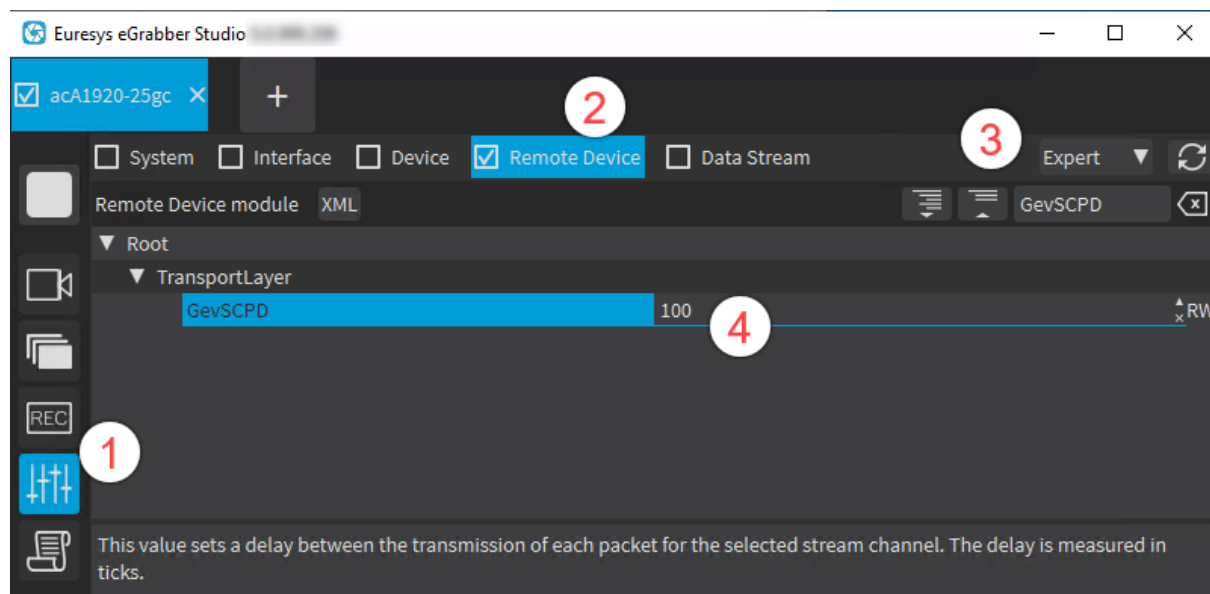 Euresys eGrabber Studio
acA1920-25gc
+
2
3
System Interface Device Remote Device Data Stream Expert
Remote Device module XML GevSCPD
Root
TransportLayer
GevSCPD 100 RW
4
REC
1
This value sets a delay between the transmission of each packet for the selected stream channel. The delay is measured in
ticks.